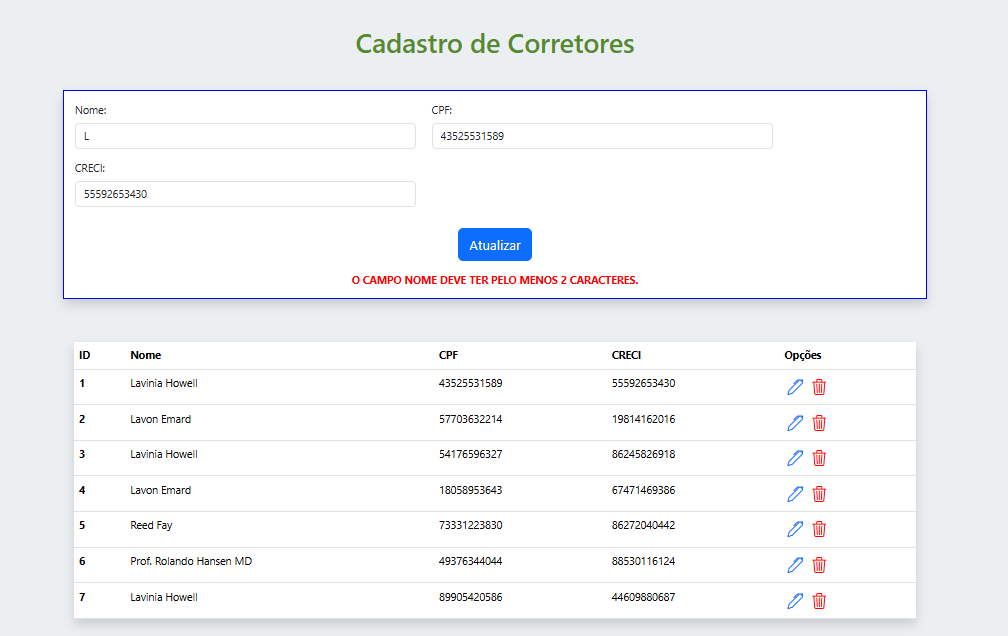 Cadastro de Corretores
Nome: CPF:
L 43525531589
CRECI:
55592653430
Atualizar
O CAMPO NOME DEVE TER PELO MENOS 2 CARACTERES.
ID Nome CPF CRECI Opções
1 Lavinia Howell 43525531589 55592653430
2 Lavon Emard 57703632214 19814162016
3 Lavinia Howell 54176596327 86245826918
4 Lavon Emard 18058953643 67471469386
5 Reed Fay 73331223830 86272040442
6 Prof. Rolando Hansen MD 49376344044 88530116124
7 Lavinia Howell 89905420586 44609880687